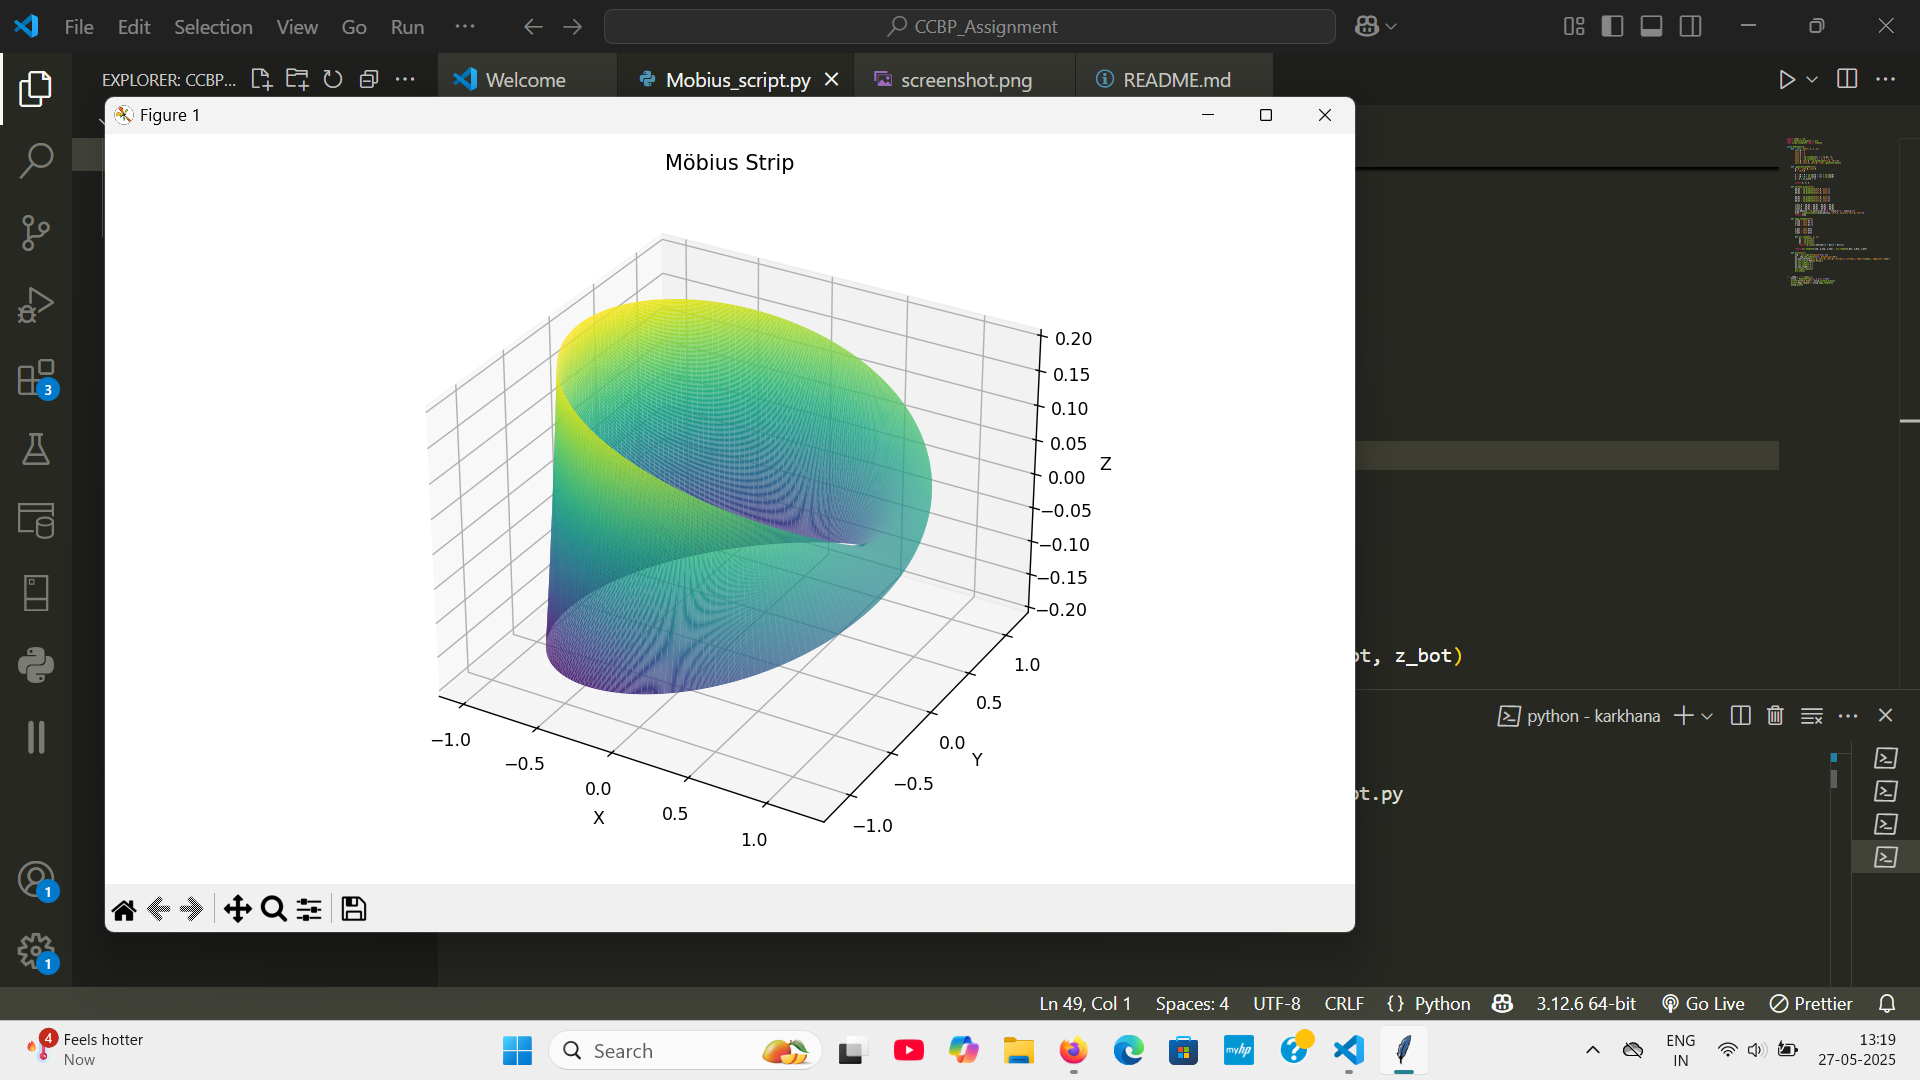 File Edit Selection View Go Run ··· CCBP_Assignment
EXPLORER: CCBP... Welcome Mobius_script.py screenshot.png README.md
Figure 1
Möbius Strip
0.20
0.15
0.10
0.05
0.00
−0.05
−0.10
−0.15
−0.20
Z
1.0
0.5
0.0
−0.5
−1.0
Y
−1.0
−0.5
0.0
0.5
1.0
X
ot, z_bot)
python - karkhana
ot.py
3
1
1
Ln 49, Col 1 Spaces: 4 UTF-8 CRLF {} Python 3.12.6 64-bit Go Live Prettier
4
Feels hotter
Now
Search
myhp
ENG
IN
13:19
27-05-2025